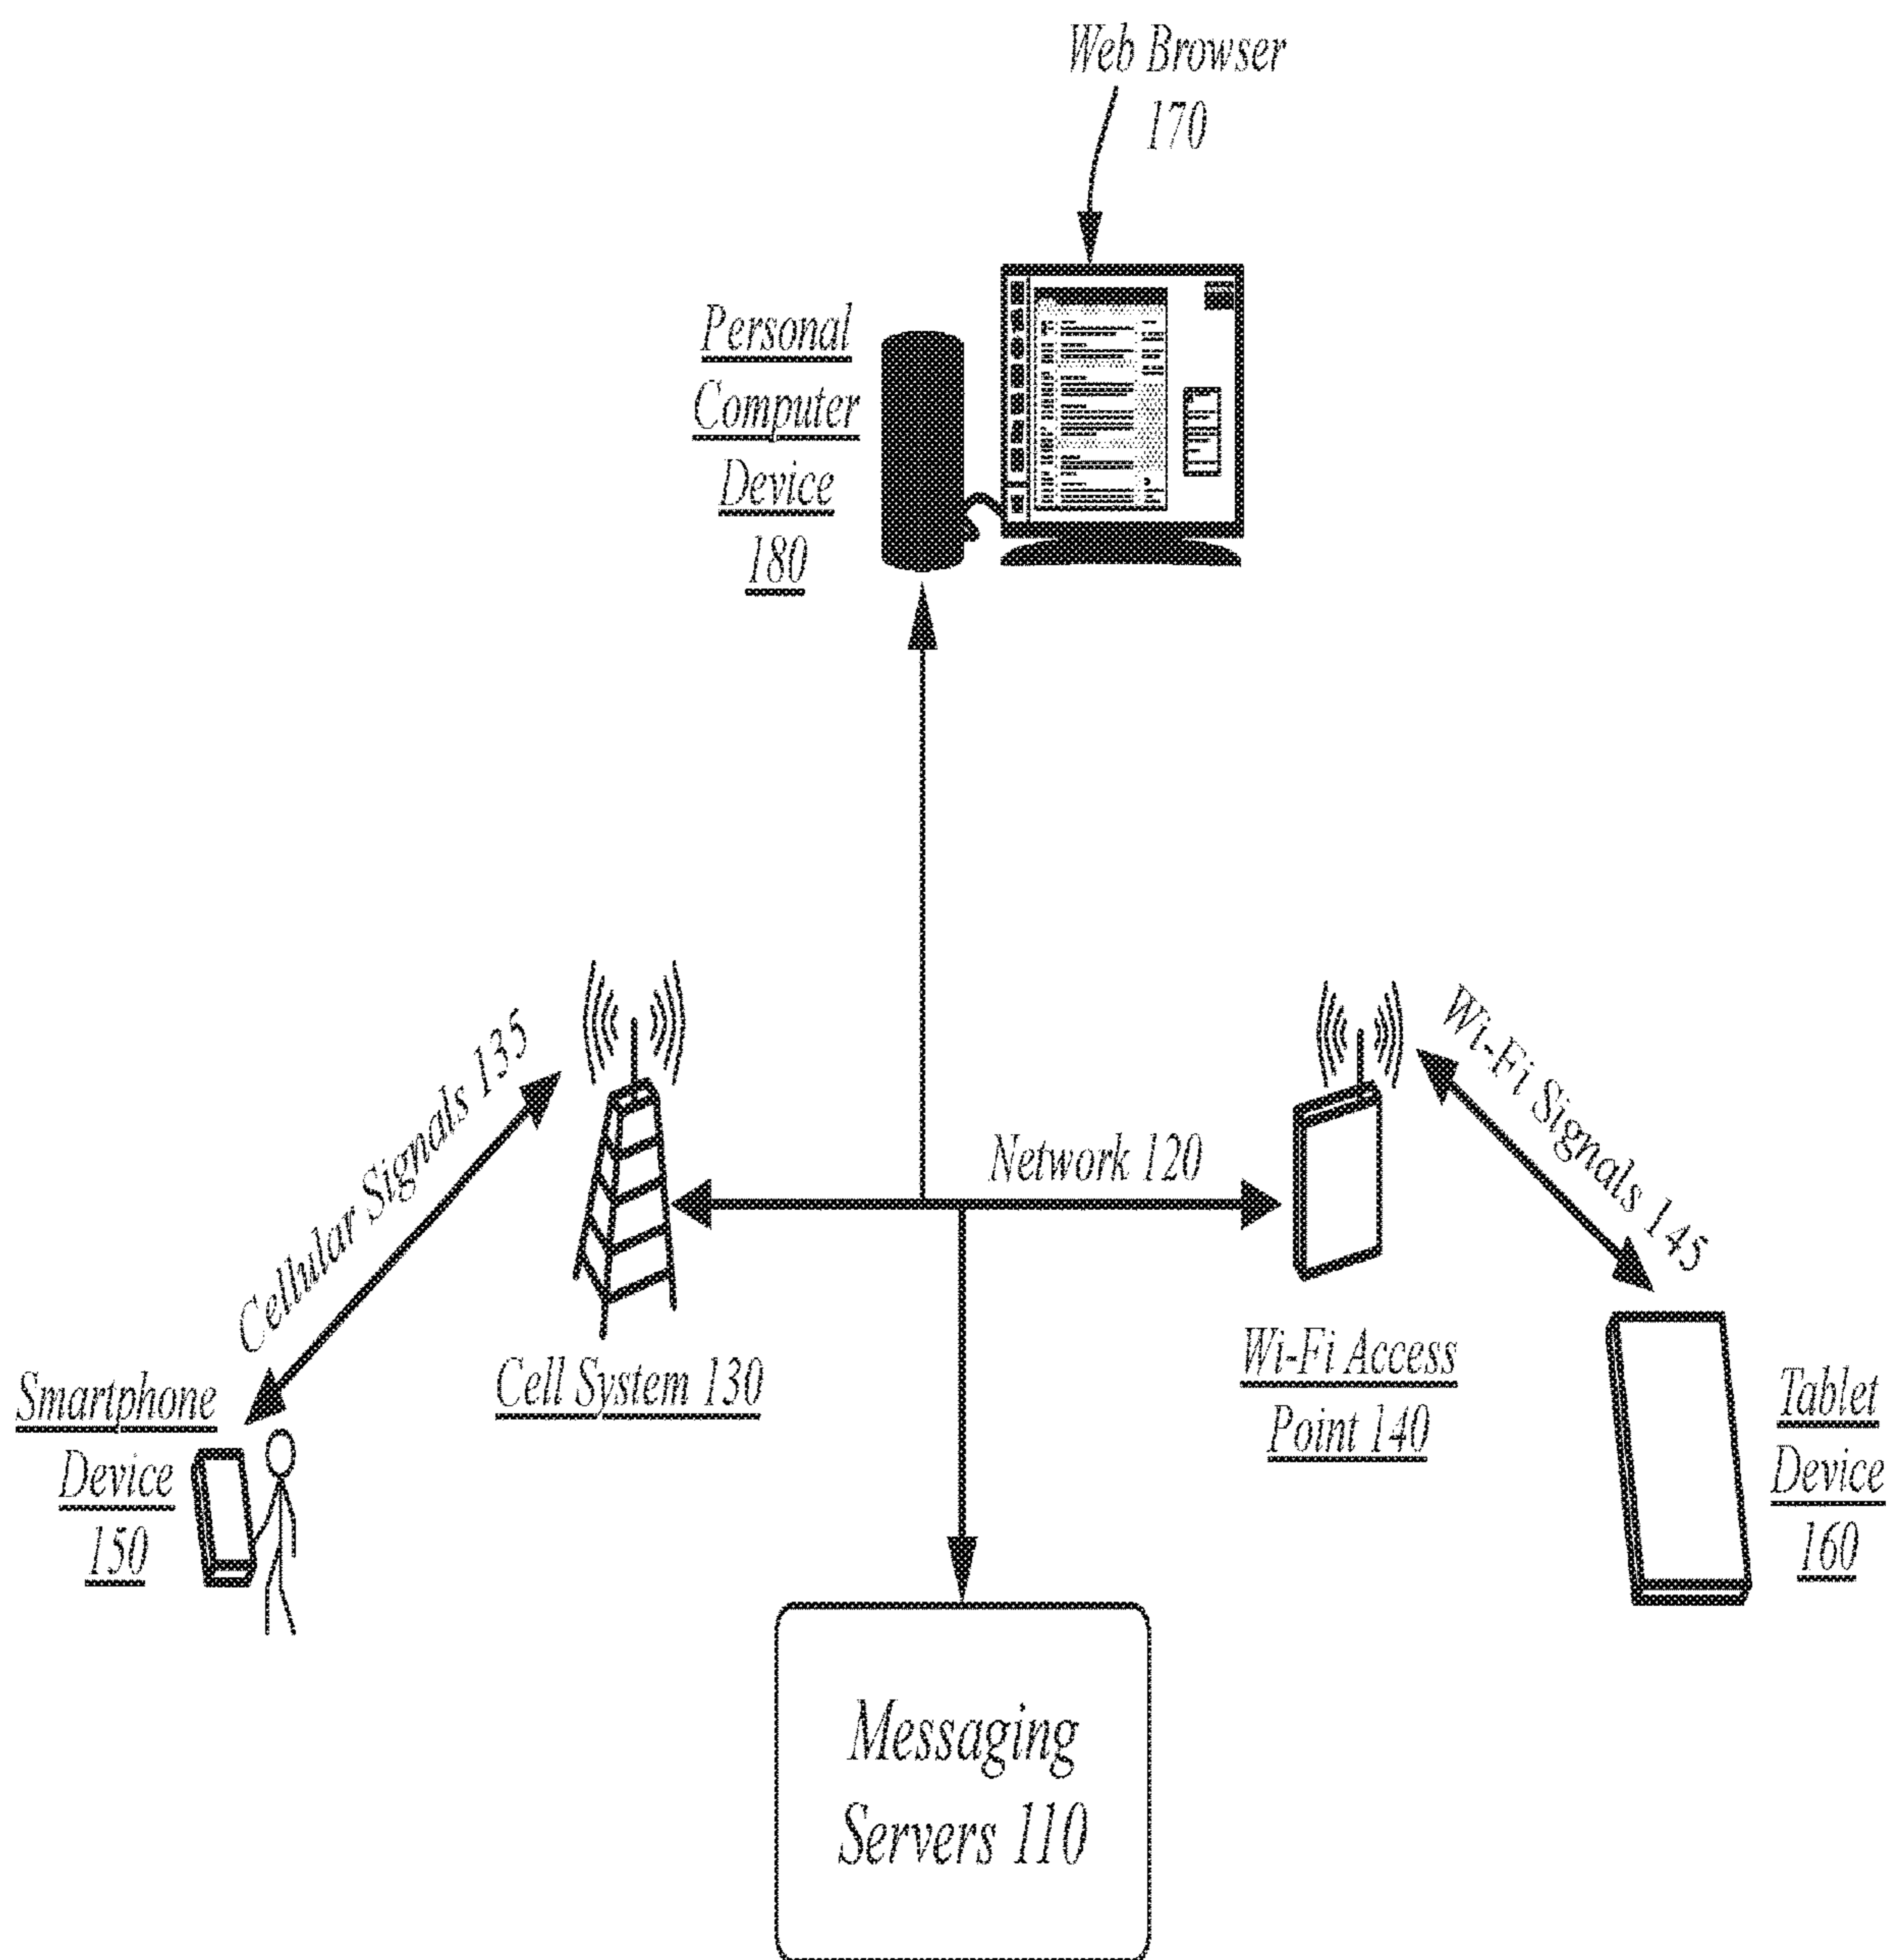 Web Browser
170
Personal
Computer
Device
180
Cellular Signals 135
Wi-Fi Signals 145
Network 120
Smartphone
Device
150
Cell System 130
Wi-Fi Access
Point 140
Tablet
Device
160
Messaging
Servers 110